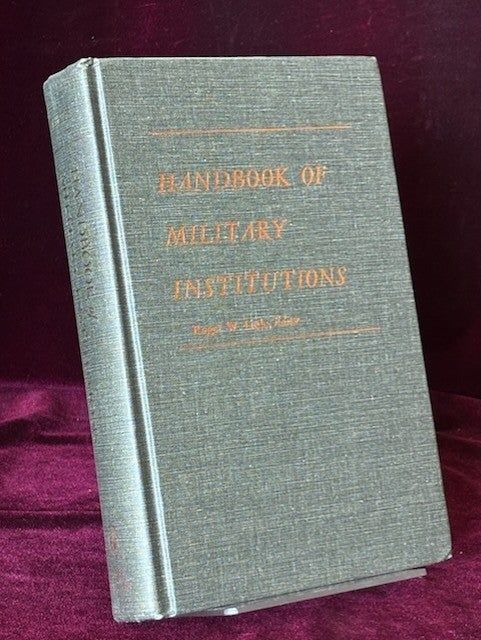 HANDBOOK OF
MILITARY
INSTITUTIONS
Roger W. Little, Editor